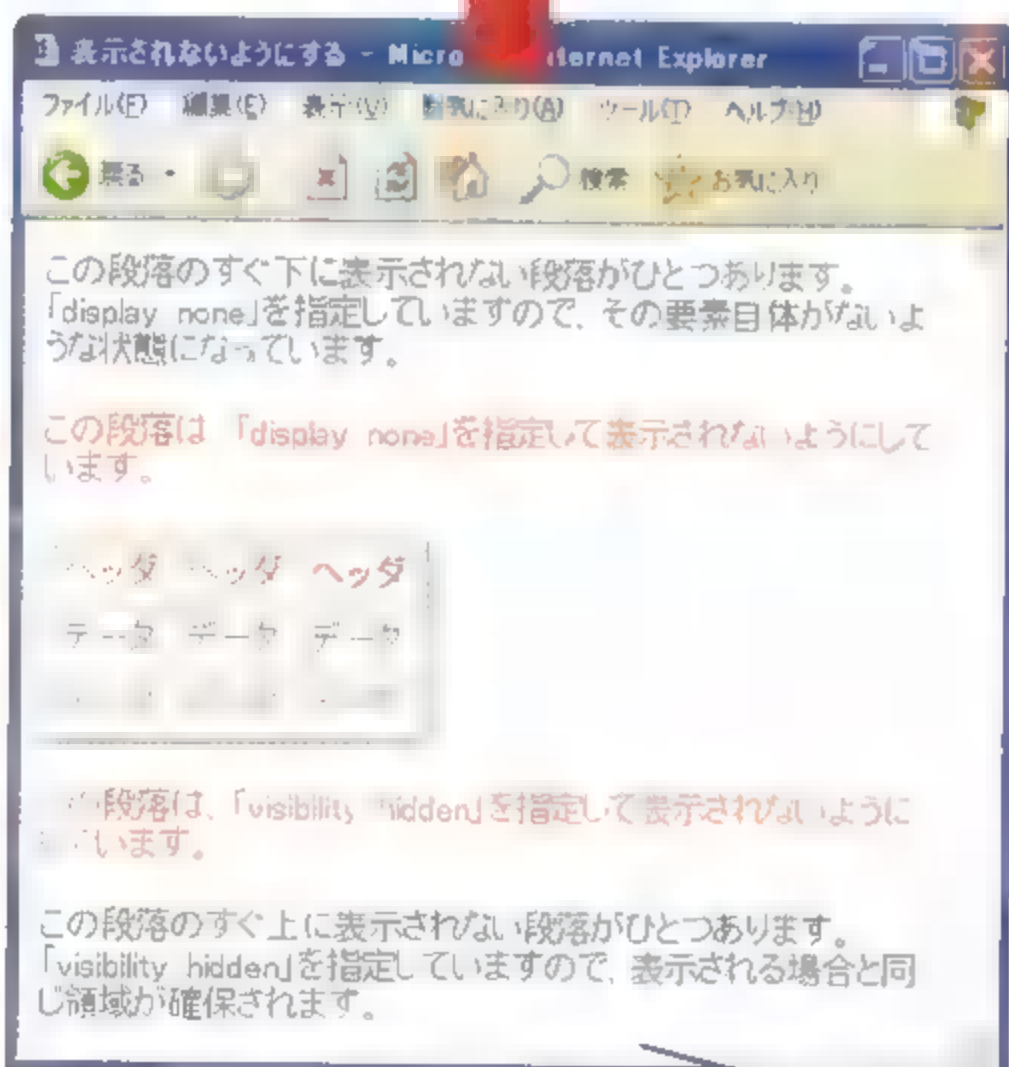 表示されないようにする - Micro ternet Explorer
ファイル(F) 編集(E) 表示(V) お気に入り(A) ツール(T) ヘルプ(H)
戻る 検索 お気に入り
この段落のすぐ下に表示されない段落がひとつあります。
「display none」を指定していますので、その要素自体がないよ
うな状態になっています。
この段落は 「display none」を指定して表示されないようにして
います。
ヘッダ ヘッダ ヘッダ
データ データ データ
段落は、「visibility hidden」を指定して表示されないように
います。
この段落のすぐ上に表示されない段落がひとつあります。
「visibility hidden」を指定していますので、表示される場合と同
じ領域が確保されます。